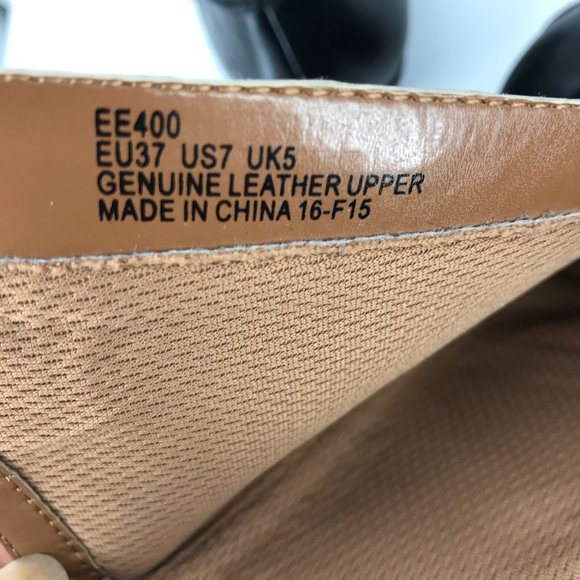 EE400
EU37 US7 UK5
GENUINE LEATHER UPPER
MADE IN CHINA 16-F15